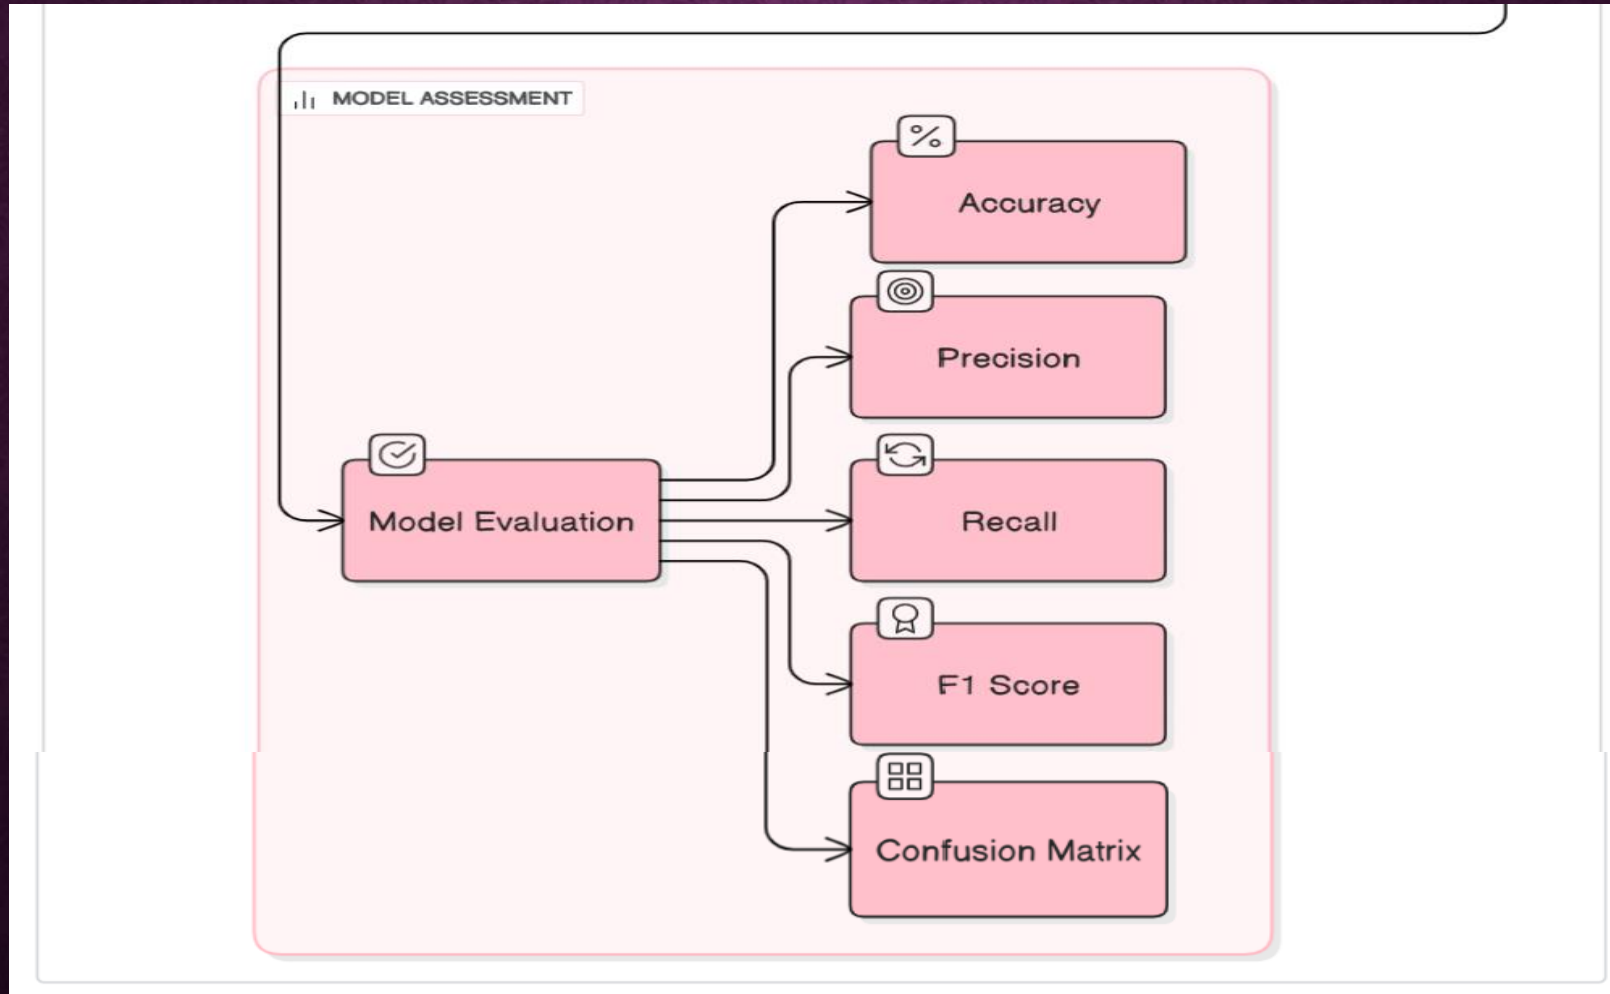 MODEL ASSESSMENT
Accuracy
Precision
Model Evaluation
Recall
F1 Score
Confusion Matrix